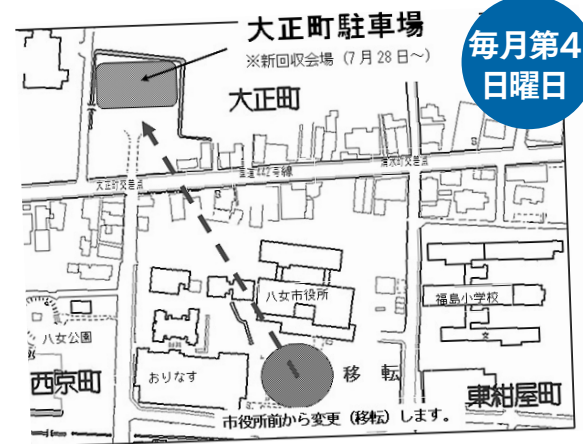 大正町駐車場
※新回収会場（7月28日～）
毎月第4
日曜日
大正町
大正町交差点
国道442号線
清水町交差点
八女市役所
福島小学校
文
八女公園
おりなす
西京町
移転
東紺屋町
市役所前から変更（移転）します。